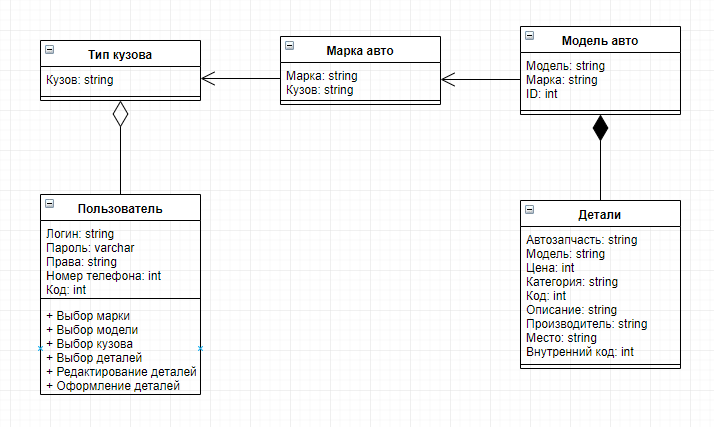 Тип кузова
Кузов: string
Марка авто
Марка: string
Кузов: string
Модель авто
Модель: string
Марка: string
ID: int
Пользователь
Логин: string
Пароль: varchar
Права: string
Номер телефона: int
Код: int
+ Выбор марки
+ Выбор модели
+ Выбор кузова
+ Выбор деталей
+ Редактирование деталей
+ Оформление деталей
Детали
Автозапчасть: string
Модель: string
Цена: int
Категория: string
Код: int
Описание: string
Производитель: string
Место: string
Внутренний код: int